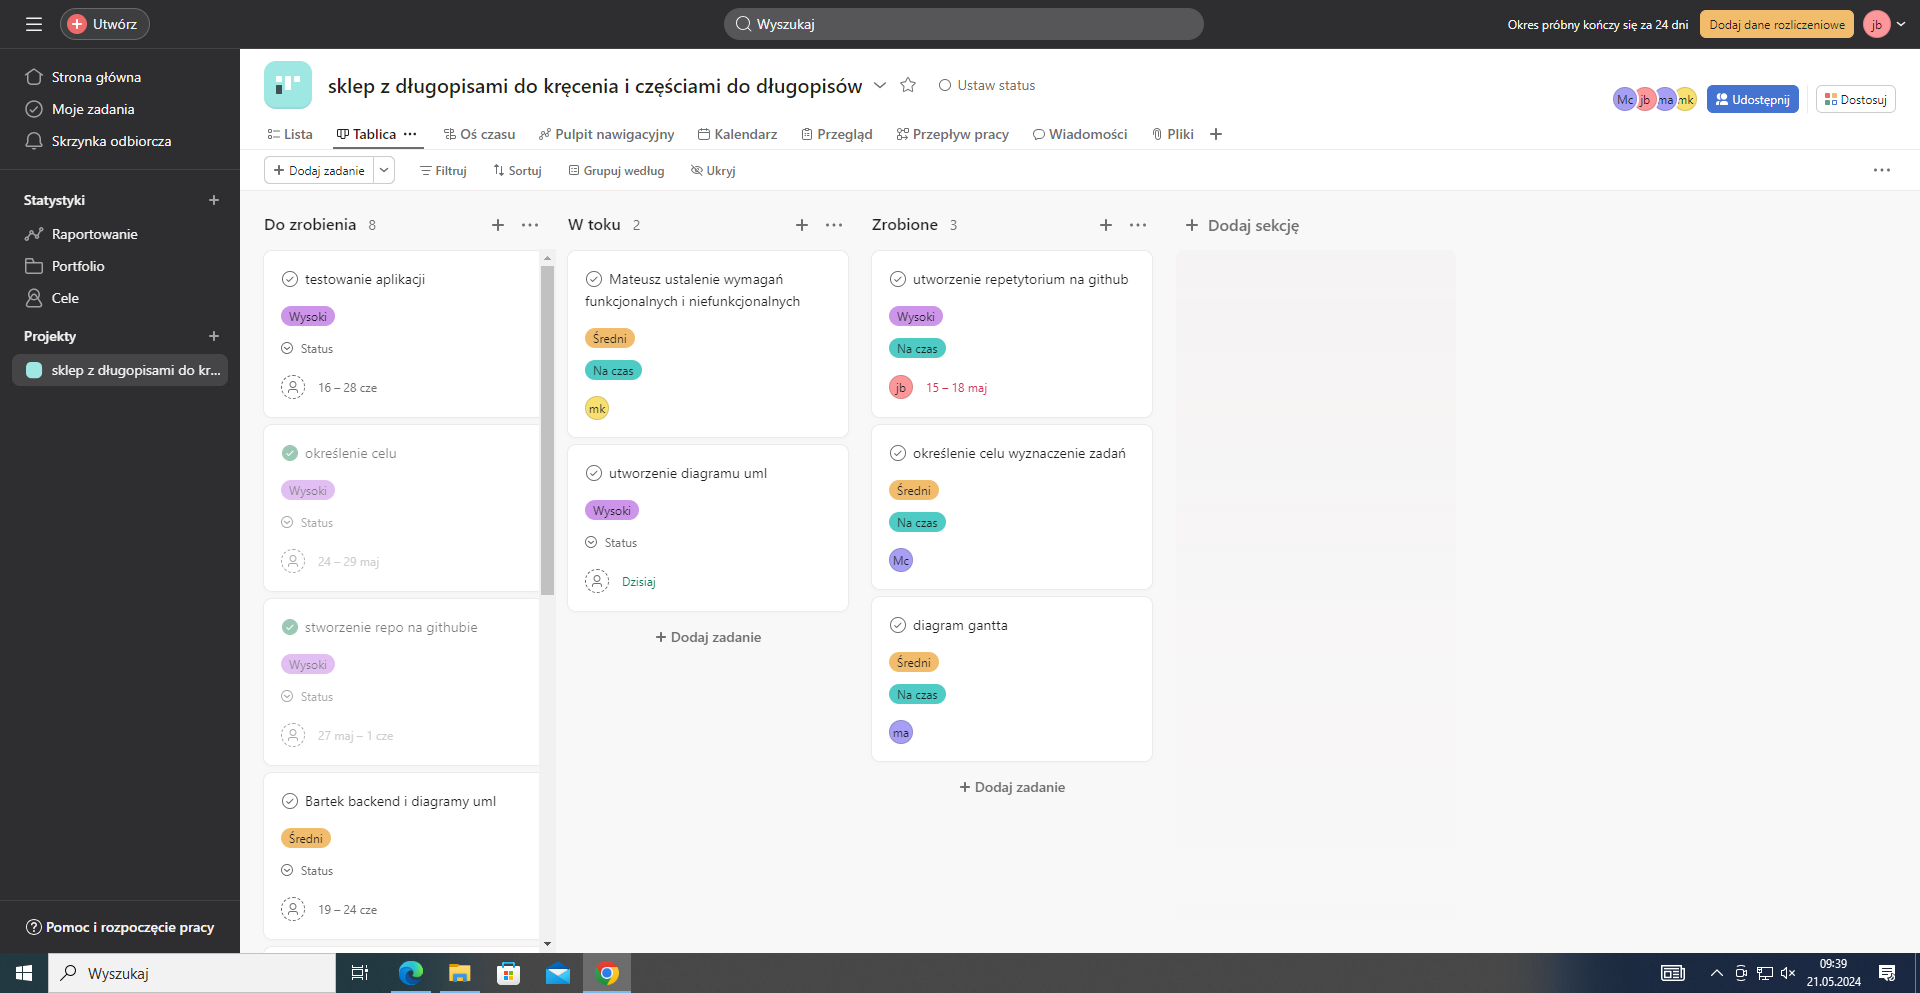 Utwórz
Wyszukaj
Okres próbny kończy się za 24 dni
Dodaj dane rozliczeniowe
jb
Strona główna
Moje zadania
Skrzynka odbiorcza
Statystyki
Raportowanie
Portfolio
Cele
Projekty
sklep z długopisami do kr...
Pomoc i rozpoczęcie pracy
sklep z długopisami do kręcenia i częściami do długopisów
Ustaw status
Mc jb ma mk
Udostępnij
Dostosuj
Lista
Tablica
Oś czasu
Pulpit nawigacyjny
Kalendarz
Przegląd
Przepływ pracy
Wiadomości
Pliki
Dodaj zadanie
Filtruj
Sortuj
Grupuj według
Ukryj
Do zrobienia 8
testowanie aplikacji
Wysoki
Status
16 – 28 cze
określenie celu
Wysoki
Status
24 – 29 maj
stworzenie repo na githubie
Wysoki
Status
27 maj – 1 cze
Bartek backend i diagramy uml
Średni
Status
19 – 24 cze
W toku 2
Mateusz ustalenie wymagań
funkcjonalnych i niefunkcjonalnych
Średni
Na czas
mk
utworzenie diagramu uml
Wysoki
Status
Dzisiaj
Dodaj zadanie
Zrobione 3
utworzenie repetytorium na github
Wysoki
Na czas
jb 15 – 18 maj
określenie celu wyznaczenie zadań
Średni
Na czas
Mc
diagram gantta
Średni
Na czas
ma
Dodaj zadanie
Dodaj sekcję
Wyszukaj
09:39
21.05.2024